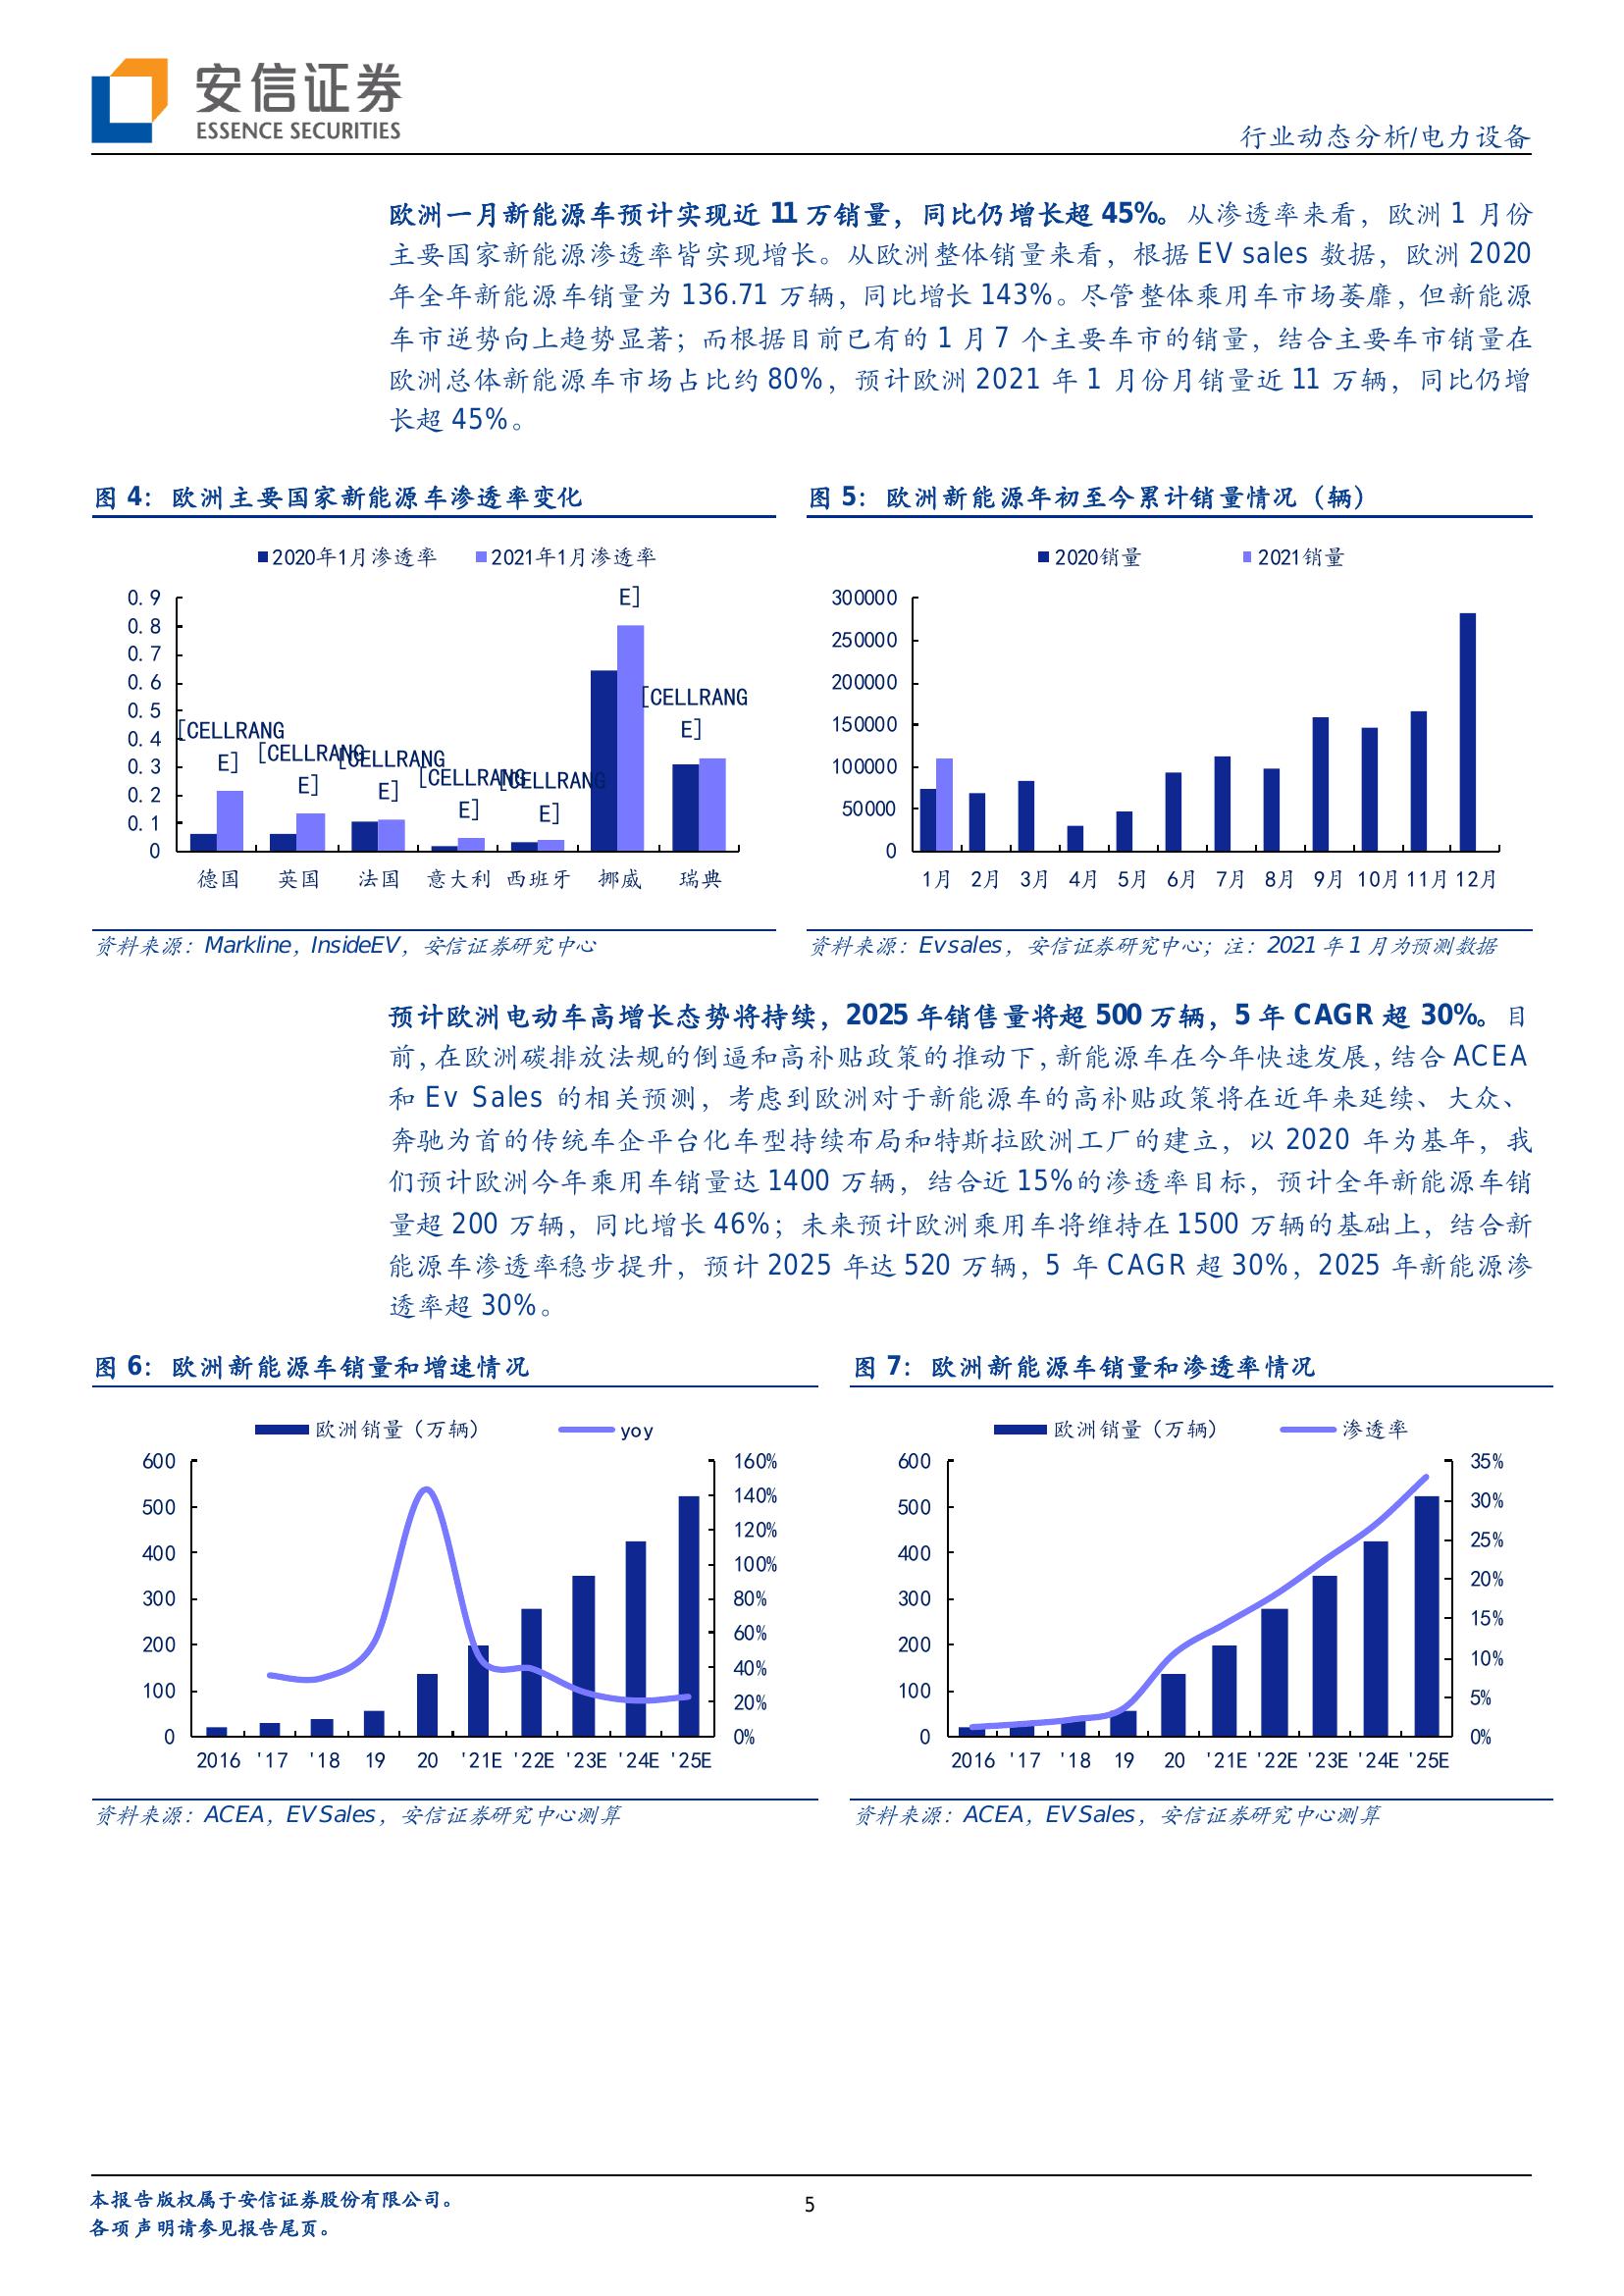 安信证券
ESSENCE SECURITIES
行业动态分析/电力设备
欧洲一月新能源车预计实现近 11 万销量，同比仍增长超 45%。从渗透率来看，欧洲 1 月份
主要国家新能源渗透率皆实现增长。从欧洲整体销量来看，根据 EV sales 数据，欧洲 2020
年全年新能源车销量为 136.71 万辆，同比增长 143%。尽管整体乘用车市场萎靡，但新能源
车市逆势向上趋势显著；而根据目前已有的 1 月 7 个主要车市的销量，结合主要车市销量在
欧洲总体新能源车市场占比约 80%，预计欧洲 2021 年 1 月份月销量近 11 万辆，同比仍增
长超 45%。
图 4：欧洲主要国家新能源车渗透率变化
2020年1月渗透率 2021年1月渗透率
0.9
0.8
0.7
0.6
0.5
0.4
0.3
0.2
0.1
0
[CELLRANG
E]
[CELLRANG
E]
[CELLRANG
E]
[CELLRANG
E]
[CELLRANG
E]
E]
[CELLRANG
E]
德国 英国 法国 意大利 西班牙 挪威 瑞典
资料来源：Markline，InsideEV，安信证券研究中心
图 5：欧洲新能源年初至今累计销量情况（辆）
2020销量 2021销量
300000
250000
200000
150000
100000
50000
0
1月 2月 3月 4月 5月 6月 7月 8月 9月 10月 11月 12月
资料来源：Evsales，安信证券研究中心；注：2021 年 1 月为预测数据
预计欧洲电动车高增长态势将持续，2025 年销售量将超 500 万辆，5 年 CAGR 超 30%。目
前，在欧洲碳排放法规的倒逼和高补贴政策的推动下，新能源车在今年快速发展，结合 ACEA
和 Ev Sales 的相关预测，考虑到欧洲对于新能源车的高补贴政策将在近年来延续、大众、
奔驰为首的传统车企平台化车型持续布局和特斯拉欧洲工厂的建立，以 2020 年为基年，我
们预计欧洲今年乘用车销量达 1400 万辆，结合近 15%的渗透率目标，预计全年新能源车销
量超 200 万辆，同比增长 46%；未来预计欧洲乘用车将维持在 1500 万辆的基础上，结合新
能源车渗透率稳步提升，预计 2025 年达 520 万辆，5 年 CAGR 超 30%，2025 年新能源渗
透率超 30%。
图 6：欧洲新能源车销量和增速情况
欧洲销量（万辆） yoy
600
500
400
300
200
100
0
160%
140%
120%
100%
80%
60%
40%
20%
0%
2016 '17 '18 19 20 '21E '22E '23E '24E '25E
资料来源：ACEA，EVSales，安信证券研究中心测算
图 7：欧洲新能源车销量和渗透率情况
欧洲销量（万辆） 渗透率
600
500
400
300
200
100
0
35%
30%
25%
20%
15%
10%
5%
0%
2016 '17 '18 19 20 '21E '22E '23E '24E '25E
资料来源：ACEA，EVSales，安信证券研究中心测算
本报告版权属于安信证券股份有限公司。
各项声明请参见报告尾页。
5